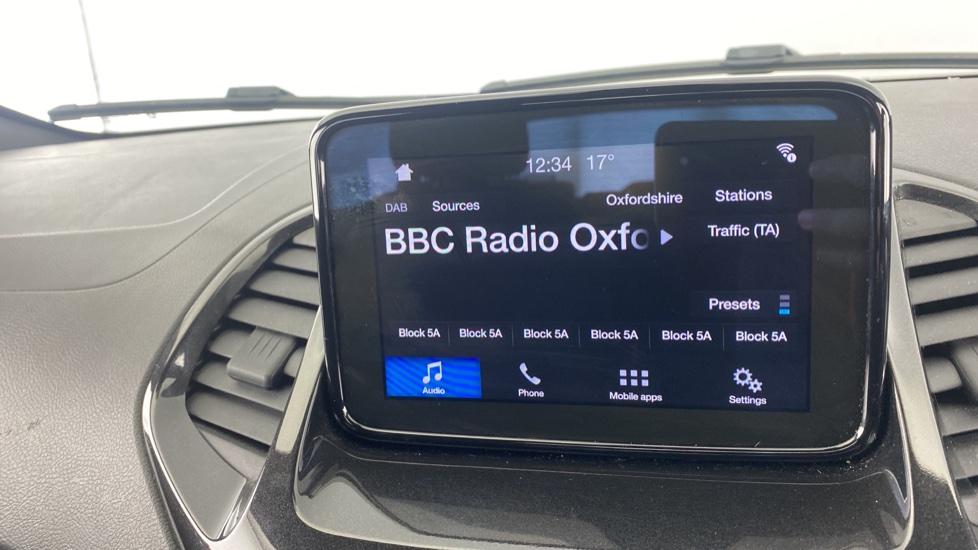 12:34 17°
DAB Sources Oxfordshire Stations
BBC Radio Oxfo
Traffic (TA)
Presets
Block 5A Block 5A Block 5A Block 5A Block 5A Block 5A
Audio Phone Mobile apps Settings